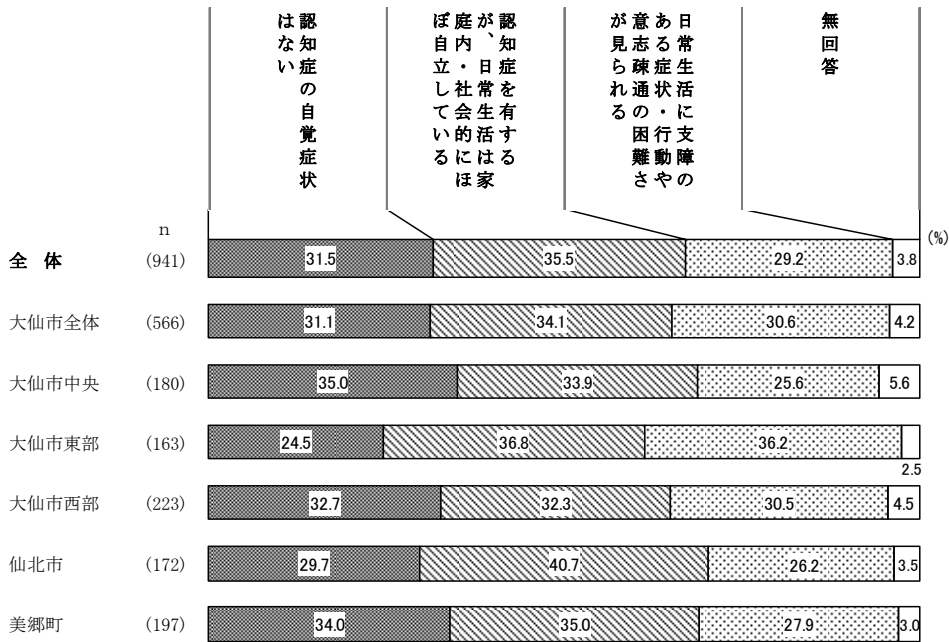 認知症の自覚症状
はない
認知症を有する
が、日常生活は家
庭内・社会的にほ
ぼ自立している
日常生活に支障の
ある症状・行動や
意志疎通の困難さ
が見られる
無回答
n
(%)
全 体 (941) 31.5 35.5 29.2 3.8
大仙市全体 (566) 31.1 34.1 30.6 4.2
大仙市中央 (180) 35.0 33.9 25.6 5.6
大仙市東部 (163) 24.5 36.8 36.2 2.5
大仙市西部 (223) 32.7 32.3 30.5 4.5
仙北市 (172) 29.7 40.7 26.2 3.5
美郷町 (197) 34.0 35.0 27.9 3.0